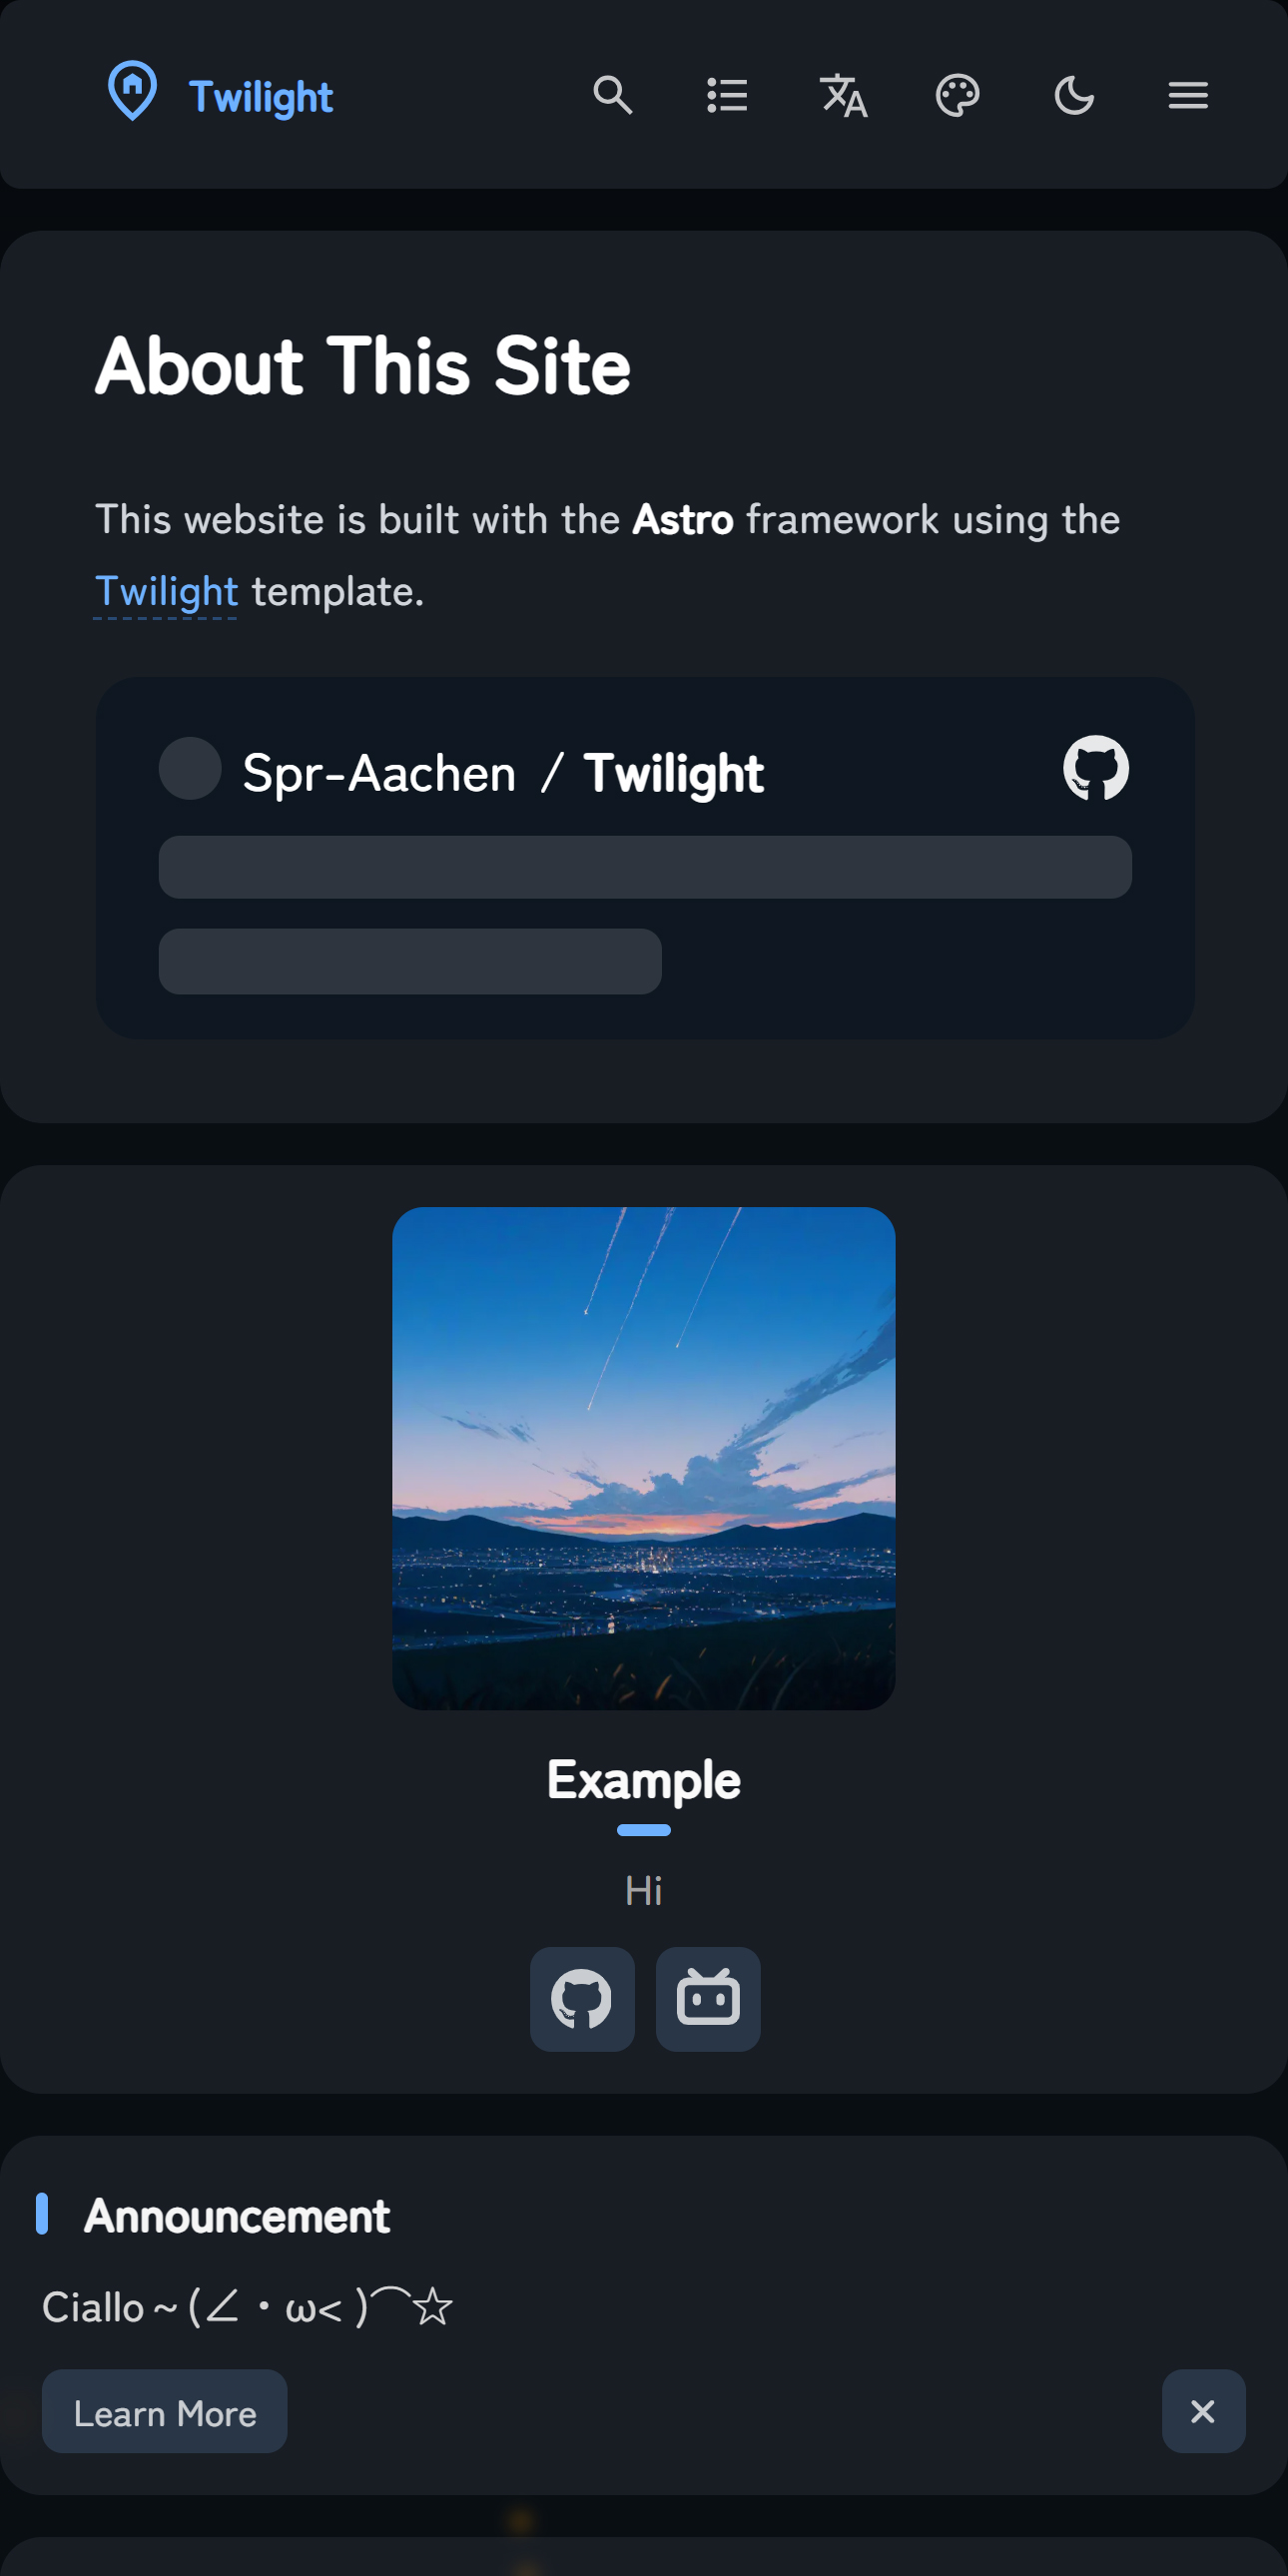 Twilight
About This Site
This website is built with the Astro framework using the
Twilight template.
Spr-Aachen / Twilight
Example
Hi
Announcement
Ciallo～(∠・ω< )⌒☆
Learn More